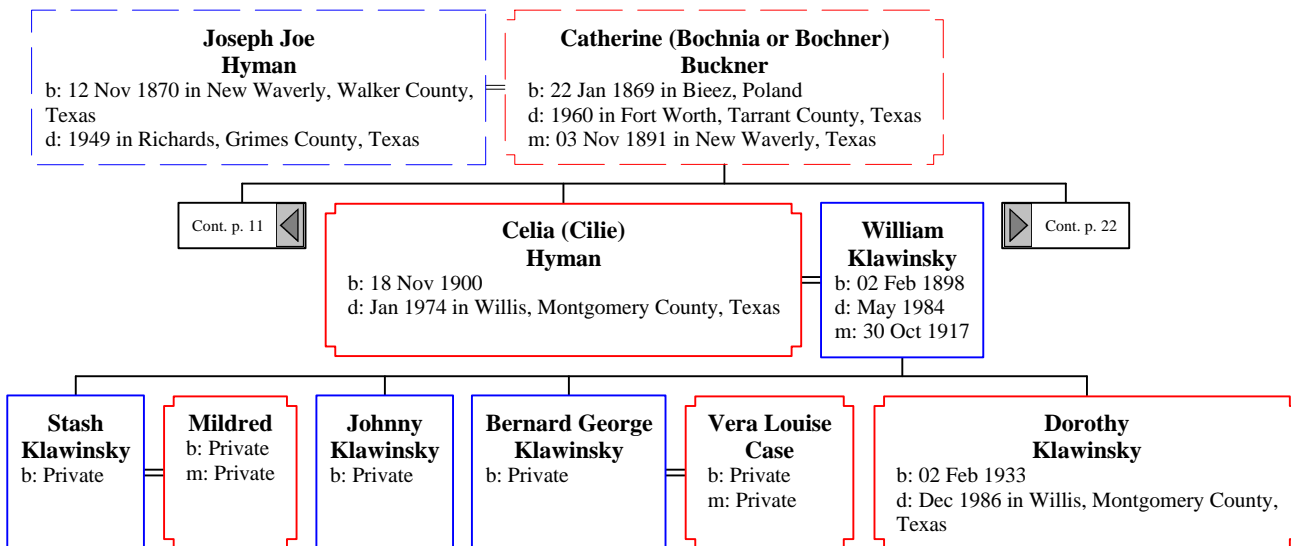 Joseph Joe
Hyman
b: 12 Nov 1870 in New Waverly, Walker County,
Texas
d: 1949 in Richards, Grimes County, Texas
Catherine (Bochnia or Bochner)
Buckner
b: 22 Jan 1869 in Bieez, Poland
d: 1960 in Fort Worth, Tarrant County, Texas
m: 03 Nov 1891 in New Waverly, Texas
Cont. p. 11
Celia (Cilie)
Hyman
b: 18 Nov 1900
d: Jan 1974 in Willis, Montgomery County, Texas
William
Klawinsky
b: 02 Feb 1898
d: May 1984
m: 30 Oct 1917
Cont. p. 22
Stash
Klawinsky
b: Private
Mildred
b: Private
m: Private
Johnny
Klawinsky
b: Private
Bernard George
Klawinsky
b: Private
Vera Louise
Case
b: Private
m: Private
Dorothy
Klawinsky
b: 02 Feb 1933
d: Dec 1986 in Willis, Montgomery County,
Texas